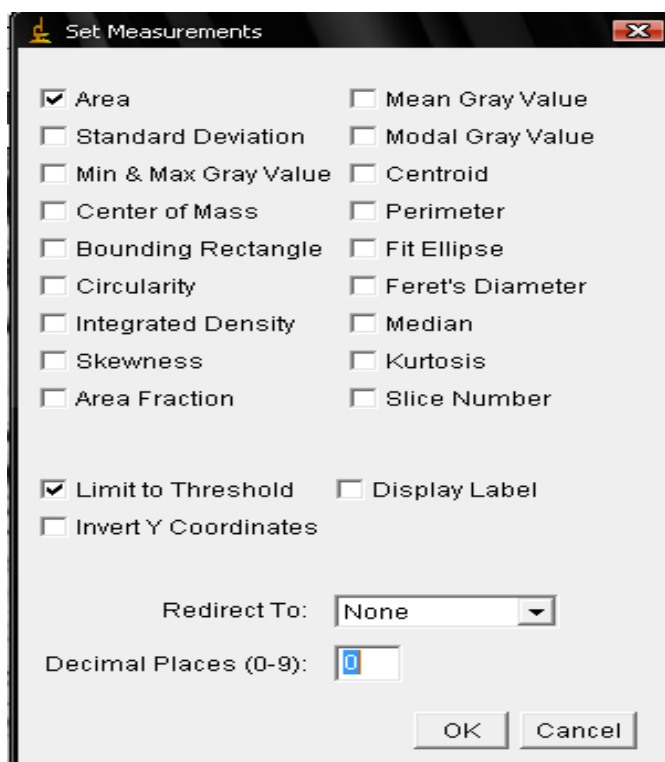 Set Measurements
Area Mean Gray Value
Standard Deviation Modal Gray Value
Min & Max Gray Value Centroid
Center of Mass Perimeter
Bounding Rectangle Fit Ellipse
Circularity Feret's Diameter
Integrated Density Median
Skewness Kurtosis
Area Fraction Slice Number
Limit to Threshold Display Label
Invert Y Coordinates
Redirect To: None
Decimal Places (0-9): 0
OK Cancel